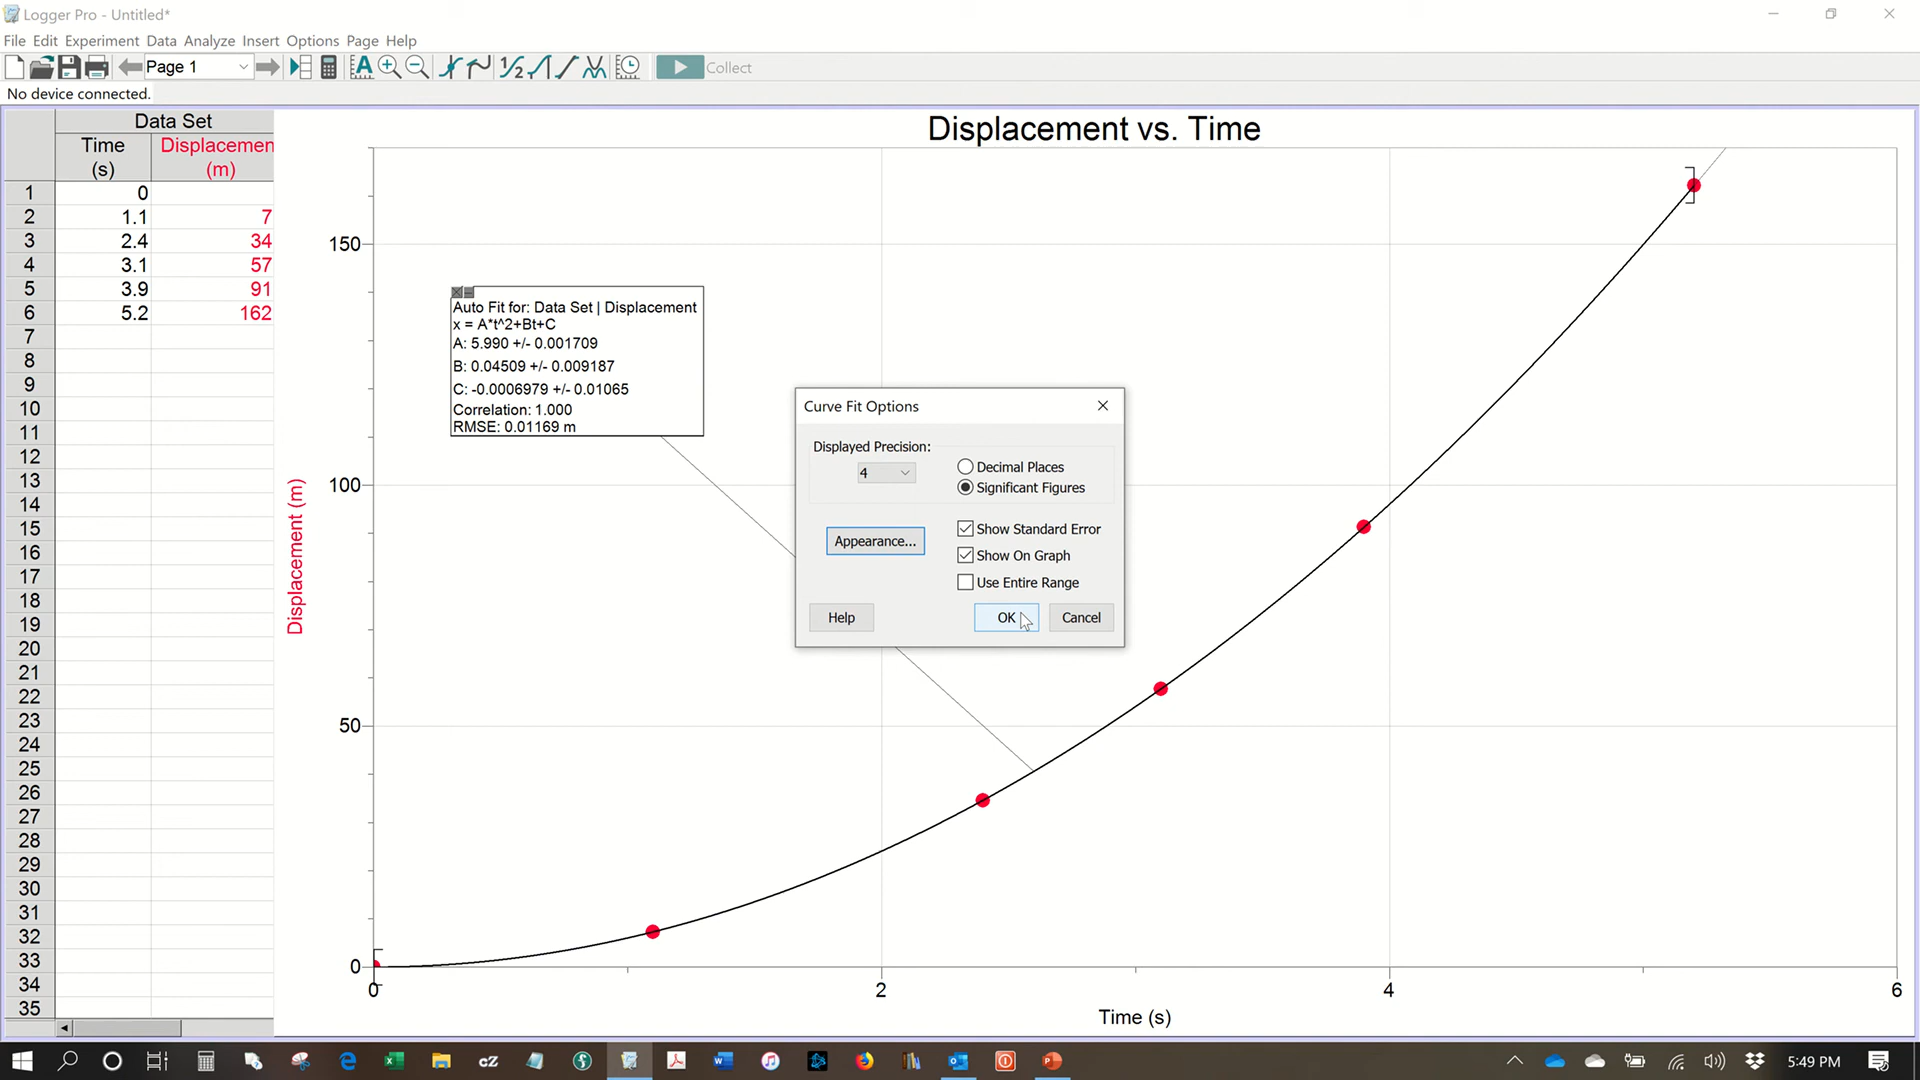 Logger Pro - Untitled*
File Edit Experiment Data Analyze Insert Options Page Help
Page 1
Collect
No device connected.
Data Set
Time Displacemen
(s) (m)
1 0
2 1.1 7
3 2.4 34
4 3.1 57
5 3.9 91
6 5.2 162
7
8
9
10
11
12
13
14
15
16
17
18
19
20
21
22
23
24
25
26
27
28
29
30
31
32
33
34
35
Displacement vs. Time
Displacement (m)
150
100
50
0
0 2 4 6
Time (s)
Auto Fit for: Data Set | Displacement
x = A*t^2+Bt+C
A: 5.990 +/- 0.001709
B: 0.04509 +/- 0.009187
C: -0.0006979 +/- 0.01065
Correlation: 1.000
RMSE: 0.01169 m
Curve Fit Options
Displayed Precision:
4
Decimal Places
Significant Figures
Appearance...
Show Standard Error
Show On Graph
Use Entire Range
Help OK Cancel
cZ
5:49 PM